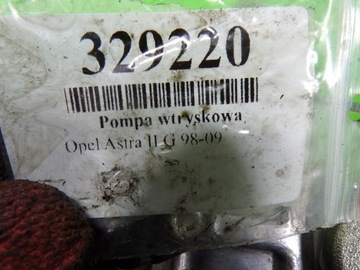 329220
Pompa wtryskowa
Opel Astra II G 98-09